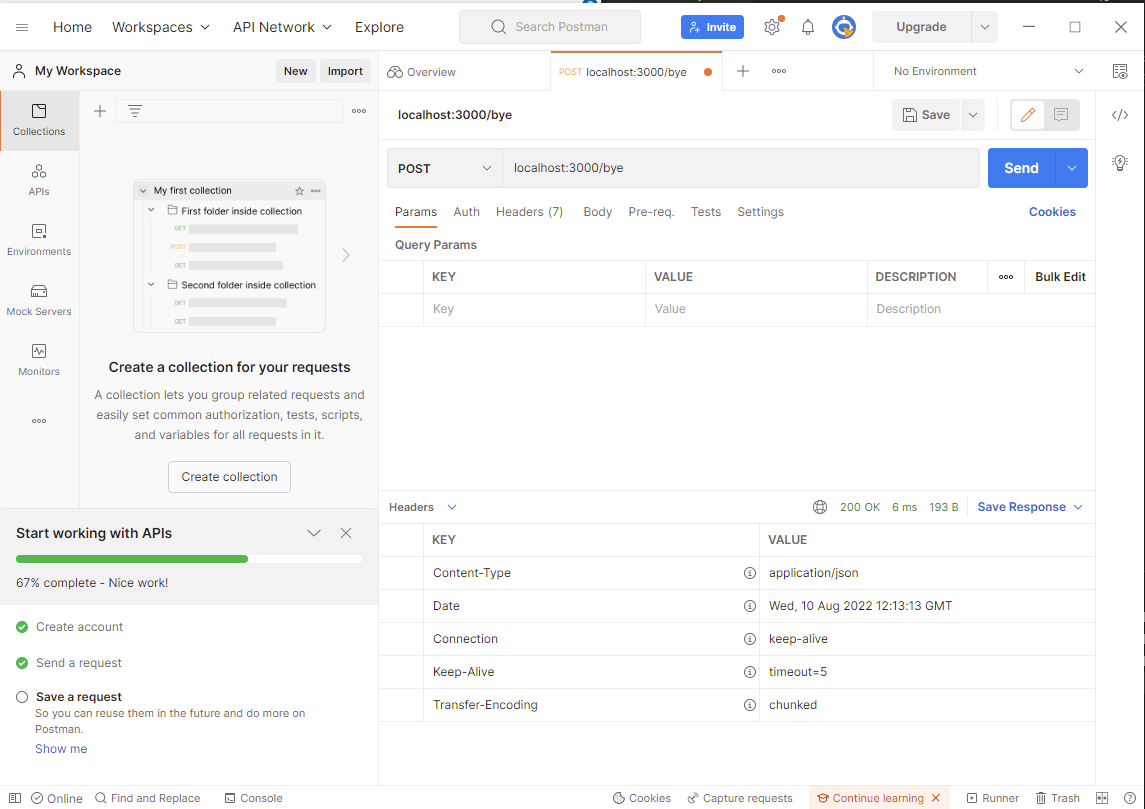 Home Workspaces API Network Explore Search Postman Invite Upgrade
My Workspace New Import Overview POST localhost:3000/bye No Environment
Collections
APIs
Environments
Mock Servers
Monitors
My first collection
First folder inside collection
GET
POST
GET
Second folder inside collection
GET
GET
Create a collection for your requests
A collection lets you group related requests and
easily set common authorization, tests, scripts,
and variables for all requests in it.
Create collection
Start working with APIs
67% complete - Nice work!
Create account
Send a request
Save a request
So you can reuse them in the future and do more on
Postman.
Show me
localhost:3000/bye Save </>
POST localhost:3000/bye Send
Params Auth Headers (7) Body Pre-req. Tests Settings Cookies
Query Params
KEY VALUE DESCRIPTION Bulk Edit
Key Value Description
Headers 200 OK 6 ms 193 B Save Response
KEY VALUE
Content-Type application/json
Date Wed, 10 Aug 2022 12:13:13 GMT
Connection keep-alive
Keep-Alive timeout=5
Transfer-Encoding chunked
Online Find and Replace Console Cookies Capture requests Continue learning Runner Trash